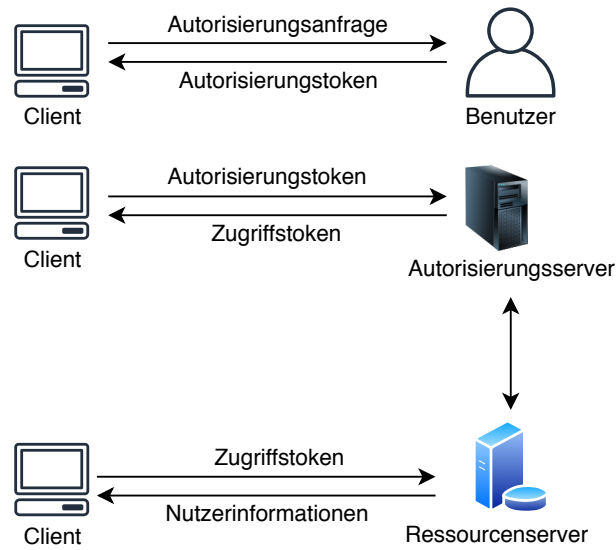 Autorisierungsanfrage
Autorisierungstoken
Client
Benutzer
Autorisierungstoken
Zugriffstoken
Client
Autorisierungsserver
Zugriffstoken
Nutzerinformationen
Client
Ressourcenserver